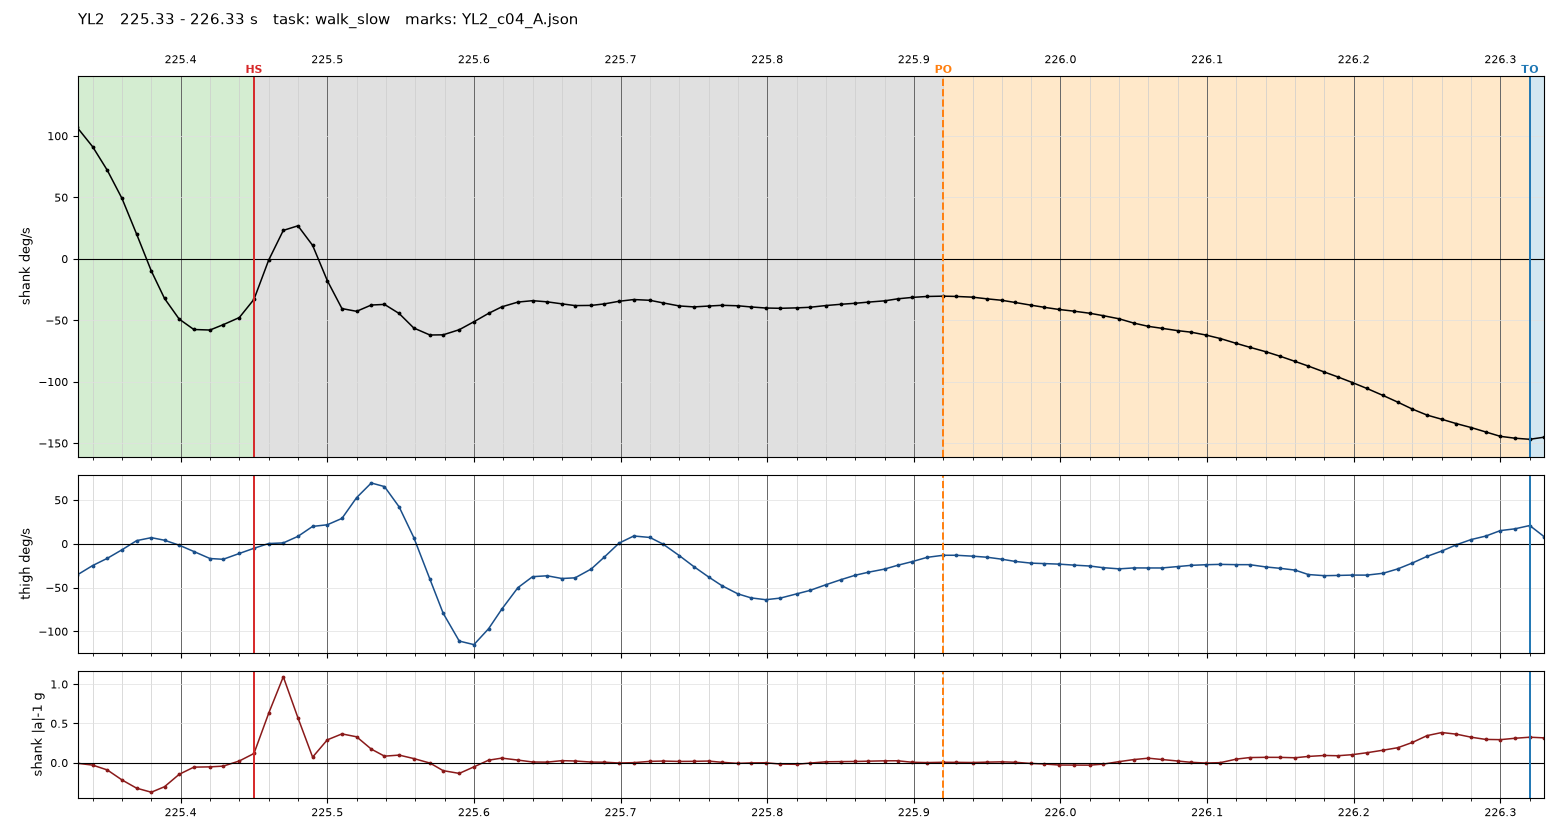 YL2   225.33 - 226.33 s   task: walk_slow   marks: YL2_c04_A.json
225.4 225.5 225.6 225.7 225.8 225.9 226.0 226.1 226.2 226.3
HS PO TO
shank deg/s
100
50
0
−50
−100
−150
thigh deg/s
50
0
−50
−100
shank |a|-1 g
1.0
0.5
0.0
225.4 225.5 225.6 225.7 225.8 225.9 226.0 226.1 226.2 226.3